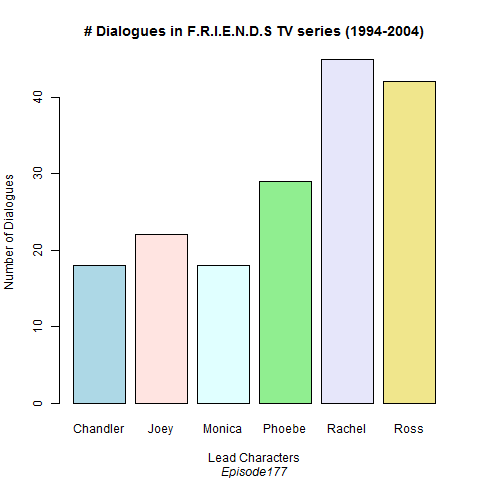 # Dialogues in F.R.I.E.N.D.S TV series (1994-2004)
Number of Dialogues
40
30
20
10
0
Chandler Joey Monica Phoebe Rachel Ross
Lead Characters
Episode177